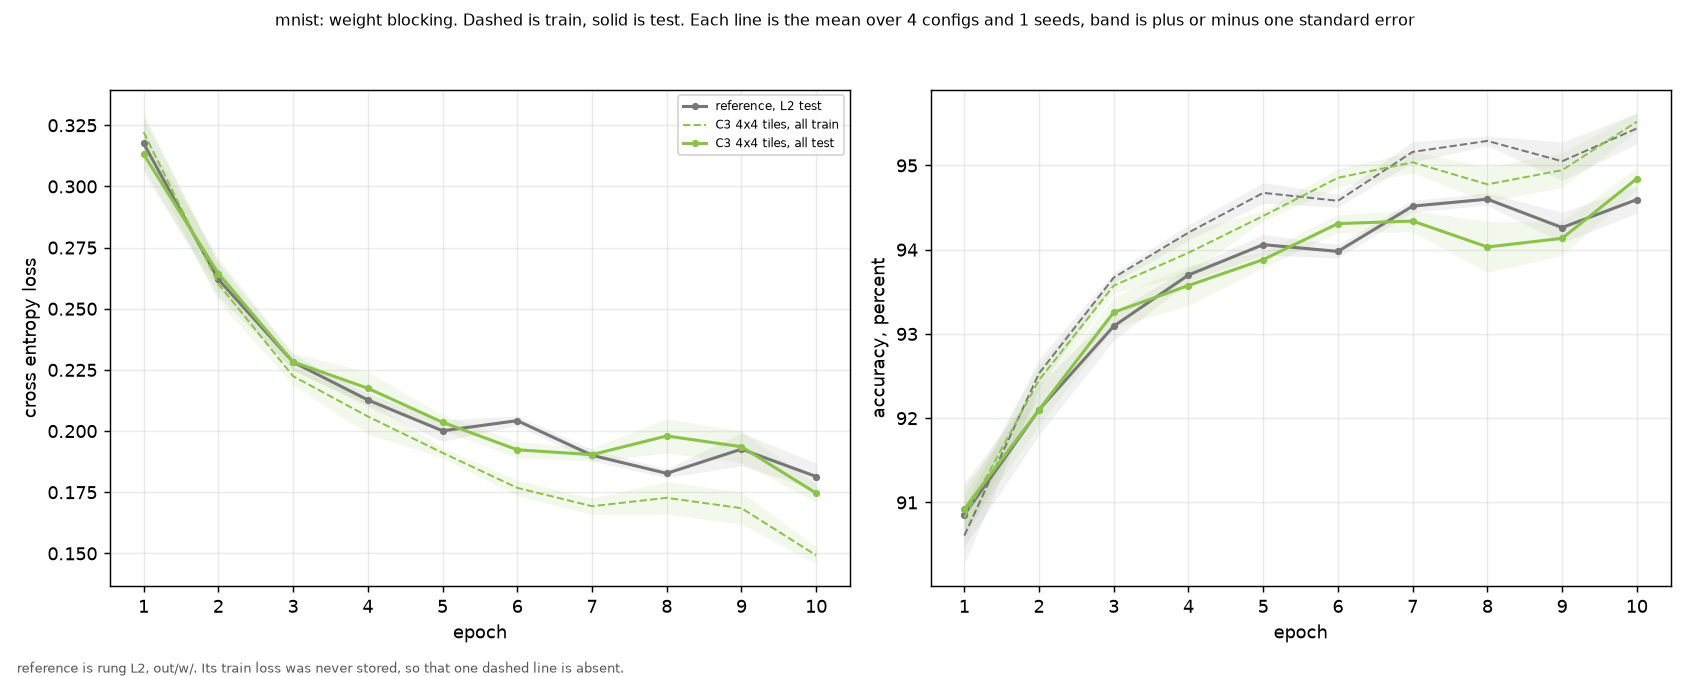 mnist: weight blocking. Dashed is train, solid is test. Each line is the mean over 4 configs and 1 seeds, band is plus or minus one standard error
cross entropy loss
0.325
0.300
0.275
0.250
0.225
0.200
0.175
0.150
reference, L2 test
C3 4x4 tiles, all train
C3 4x4 tiles, all test
1 2 3 4 5 6 7 8 9 10
epoch
accuracy, percent
95
94
93
92
91
1 2 3 4 5 6 7 8 9 10
epoch
reference is rung L2, out/w/. Its train loss was never stored, so that one dashed line is absent.